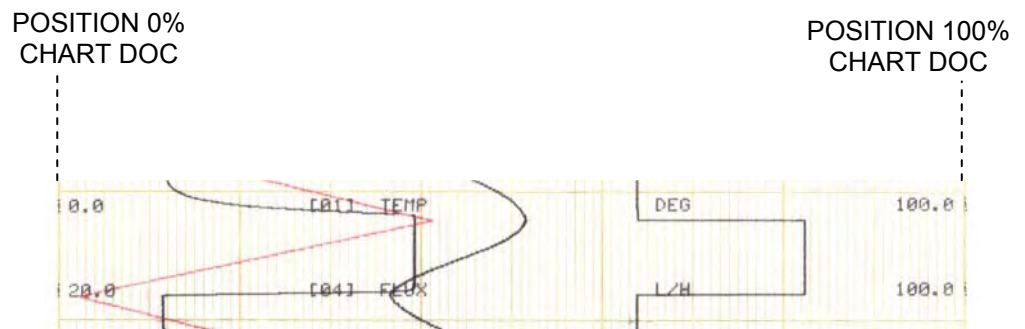 POSITION 0%
CHART DOC
POSITION 100%
CHART DOC
0.0 [01] TEMP DEG 100.0
20.0 [04] FLUX L/H 100.0